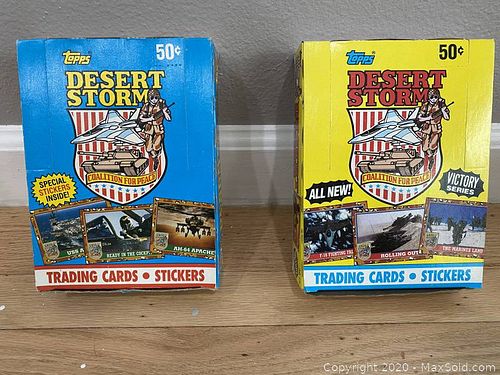 Topps
50¢
DESERT
STORM
COALITION FOR PEACE
SPECIAL
STICKERS
INSIDE!
READY IN THE COCKPIT
AH-64 APACHE
TRADING CARDS • STICKERS
Topps
50¢
DESERT
STORM
COALITION FOR PEACE
ALL NEW!
VICTORY
SERIES
ROLLING OUT
THE MARINES LAND
TRADING CARDS • STICKERS
Copyright © 2020 - MaxSold.com